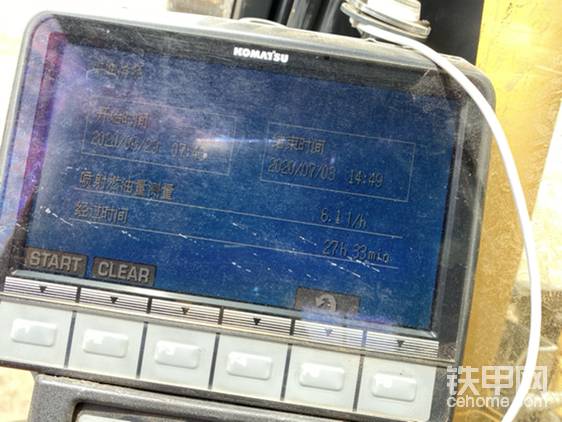 KOMATSU
开始时间
结束时间
2020/07/03 14:49
喷射燃油量测量
6.1 l/h
经过时间
27h 33min
START CLEAR
铁甲网
cehome.com